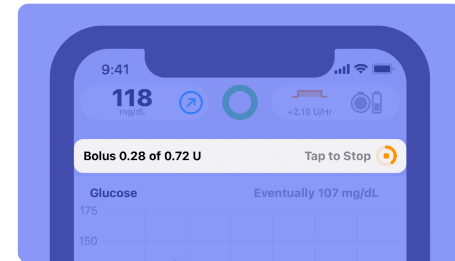 9:41
118
mg/dL
+2.19 U/Hr
Bolus 0.28 of 0.72 U
Tap to Stop
Glucose
Eventually 107 mg/dL
175
150